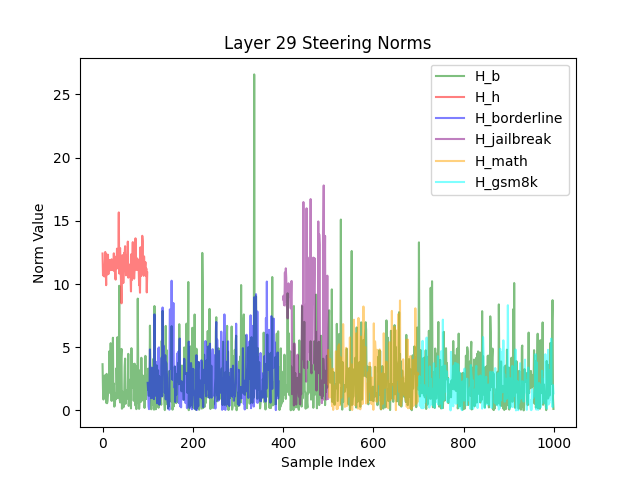 Layer 29 Steering Norms
H_b
H_h
H_borderline
H_jailbreak
H_math
H_gsm8k
Norm Value
25
20
15
10
5
0
0 200 400 600 800 1000
Sample Index